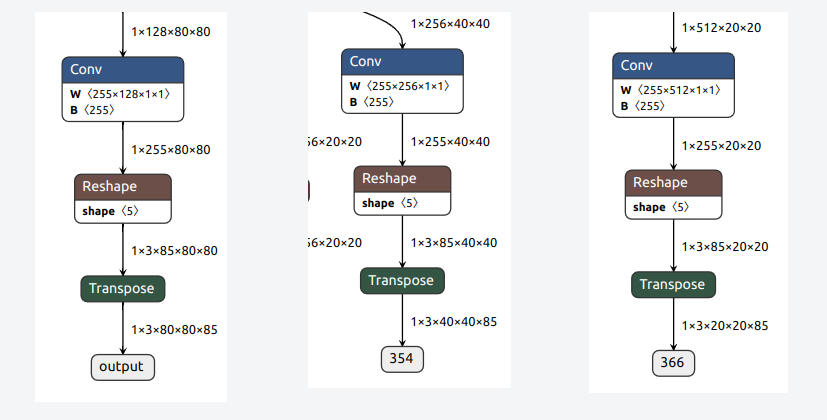 1×128×80×80
Conv
W 〈255×128×1×1〉
B 〈255〉
1×255×80×80
Reshape
shape 〈5〉
1×3×85×80×80
Transpose
1×3×80×80×85
output
1×256×40×40
Conv
W 〈255×256×1×1〉
B 〈255〉
56×20×20
1×255×40×40
Reshape
shape 〈5〉
56×20×20
1×3×85×40×40
Transpose
1×3×40×40×85
354
1×512×20×20
Conv
W 〈255×512×1×1〉
B 〈255〉
1×255×20×20
Reshape
shape 〈5〉
1×3×85×20×20
Transpose
1×3×20×20×85
366